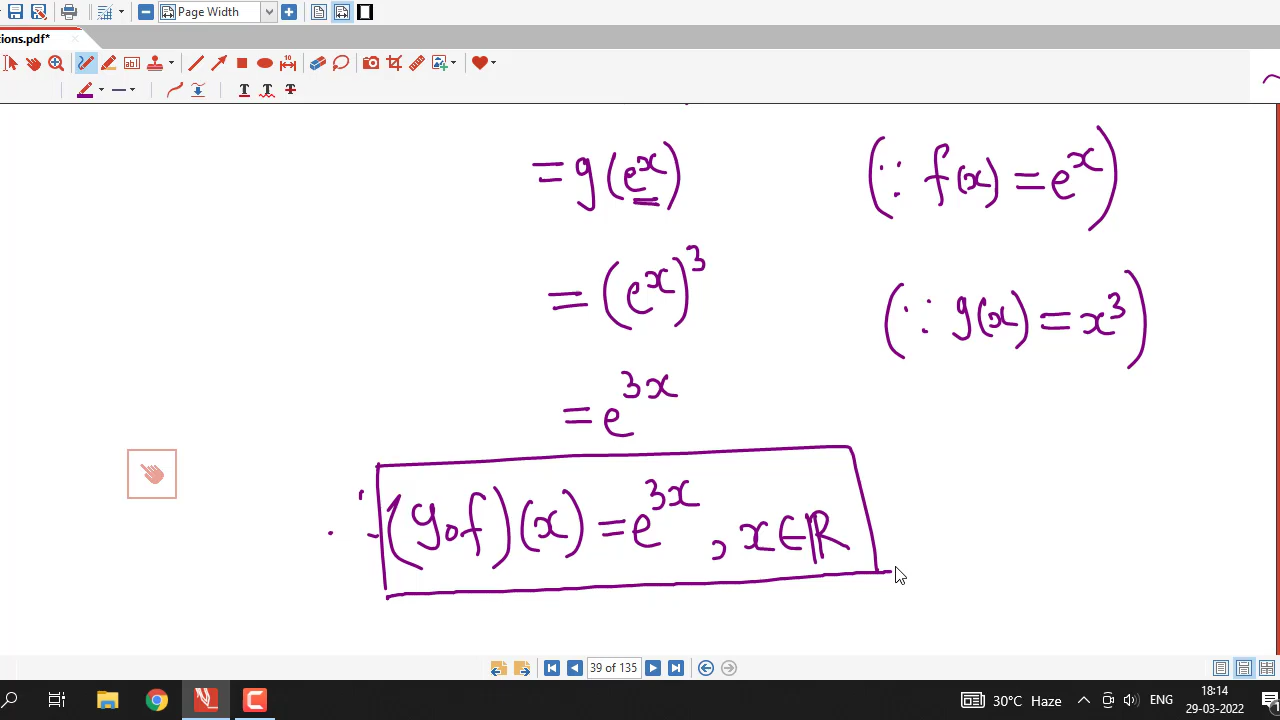 Page Width
tions.pdf*
= g(e^x) (∵ f(x) = e^x)
= (e^x)^3 (∵ g(x) = x^3)
= e^3x
∴ (gof)(x) = e^3x , x∈ℝ
39 of 135
30°C Haze ENG 18:14
29-03-2022